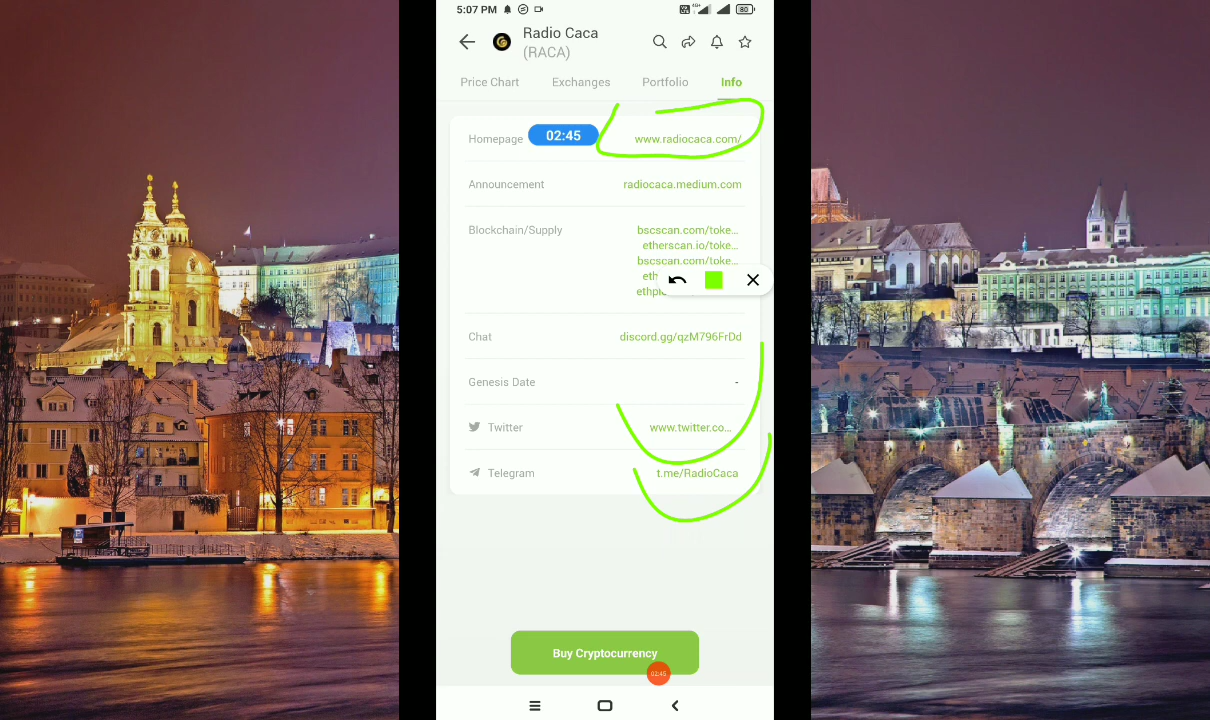 5:07 PM
4G+
80
Radio Caca
(RACA)
Price Chart Exchanges Portfolio Info
Homepage 02:45 www.radiocaca.com/
Announcement radiocaca.medium.com
Blockchain/Supply bscscan.com/toke...
etherscan.io/toke...
bscscan.com/toke...
Chat discord.gg/qzM796FrDd
Genesis Date -
Twitter www.twitter.co...
Telegram t.me/RadioCaca
Buy Cryptocurrency
02:45